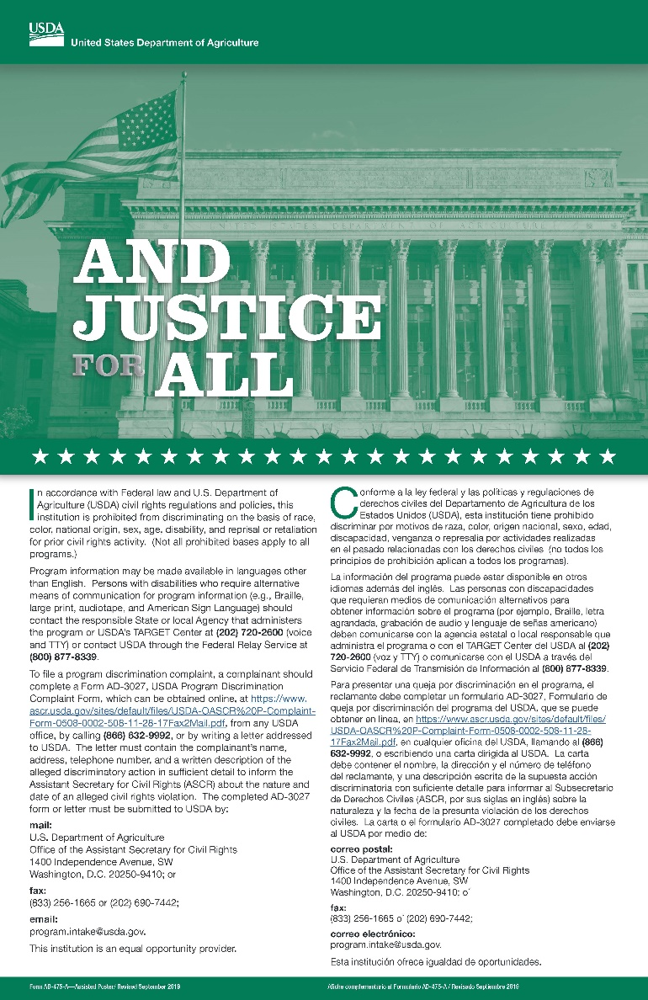 USDA
United States Department of Agriculture
UNITED STATES DEPARTMENT OF AGRICULTURE
AND
JUSTICE
FOR ALL
In accordance with Federal law and U.S. Department of
Agriculture (USDA) civil rights regulations and policies, this
institution is prohibited from discriminating on the basis of race,
color, national origin, sex, age, disability, and reprisal or retaliation
for prior civil rights activity. (Not all prohibited bases apply to all
programs.)
Program information may be made available in languages other
than English. Persons with disabilities who require alternative
means of communication for program information (e.g., Braille,
large print, audiotape, and American Sign Language) should
contact the responsible State or local Agency that administers
the program or USDA's TARGET Center at (202) 720-2600 (voice
and TTY) or contact USDA through the Federal Relay Service at
(800) 877-8339.
To file a program discrimination complaint, a complainant should
complete a Form AD-3027, USDA Program Discrimination
Complaint Form, which can be obtained online, at https://www.
ascr.usda.gov/sites/default/files/USDA-OASCR%20P-Complaint-
Form-0508-0002-508-11-28-17Fax2Mail.pdf, from any USDA
office, by calling (866) 632-9992, or by writing a letter addressed
to USDA. The letter must contain the complainant's name,
address, telephone number, and a written description of the
alleged discriminatory action in sufficient detail to inform the
Assistant Secretary for Civil Rights (ASCR) about the nature and
date of an alleged civil rights violation. The completed AD-3027
form or letter must be submitted to USDA by:
mail:
U.S. Department of Agriculture
Office of the Assistant Secretary for Civil Rights
1400 Independence Avenue, SW
Washington, D.C. 20250-9410; or
fax:
(833) 256-1665 or (202) 690-7442;
email:
program.intake@usda.gov.
This institution is an equal opportunity provider.
Conforme a la ley federal y las políticas y regulaciones de
derechos civiles del Departamento de Agricultura de los
Estados Unidos (USDA), esta institución tiene prohibido
discriminar por motivos de raza, color, origen nacional, sexo, edad,
discapacidad, venganza o represalia por actividades realizadas
en el pasado relacionadas con los derechos civiles (no todos los
principios de prohibición aplican a todos los programas).
La información del programa puede estar disponible en otros
idiomas además del inglés. Las personas con discapacidades
que requieran medios de comunicación alternativos para
obtener información sobre el programa (por ejemplo, Braille, letra
agrandada, grabación de audio y lenguaje de señas americano)
deben comunicarse con la agencia estatal o local responsable que
administra el programa o con el TARGET Center del USDA al (202)
720-2600 (voz y TTY) o comunicarse con el USDA a través del
Servicio Federal de Transmisión de Información al (800) 877-8339.
Para presentar una queja por discriminación en el programa, el
reclamante debe completar un formulario AD-3027, Formulario de
queja por discriminación del programa del USDA, que se puede
obtener en línea, en https://www.ascr.usda.gov/sites/default/files/
USDA-OASCR%20P-Complaint-Form-0508-0002-508-11-28-
17Fax2Mail.pdf, en cualquier oficina del USDA, llamando al (866)
632-9992, o escribiendo una carta dirigida al USDA. La carta
debe contener el nombre, la dirección y el número de teléfono
del reclamante, y una descripción escrita de la supuesta acción
discriminatoria con suficiente detalle para informar al Subsecretario
de Derechos Civiles (ASCR, por sus siglas en inglés) sobre la
naturaleza y la fecha de la presunta violación de los derechos
civiles. La carta o el formulario AD-3027 completado debe enviarse
al USDA por medio de:
correo postal:
U.S. Department of Agriculture
Office of the Assistant Secretary for Civil Rights
1400 Independence Avenue, SW
Washington, D.C. 20250-9410; o´
fax:
(833) 256-1665 o´ (202) 690-7442;
correo electrónico:
program.intake@usda.gov.
Esta institución ofrece igualdad de oportunidades.
Form AD-475-A—Assisted Poster/ Revised September 2019
Afiche complementario al Formulario AD-475-A / Revisado Septiembre 2019